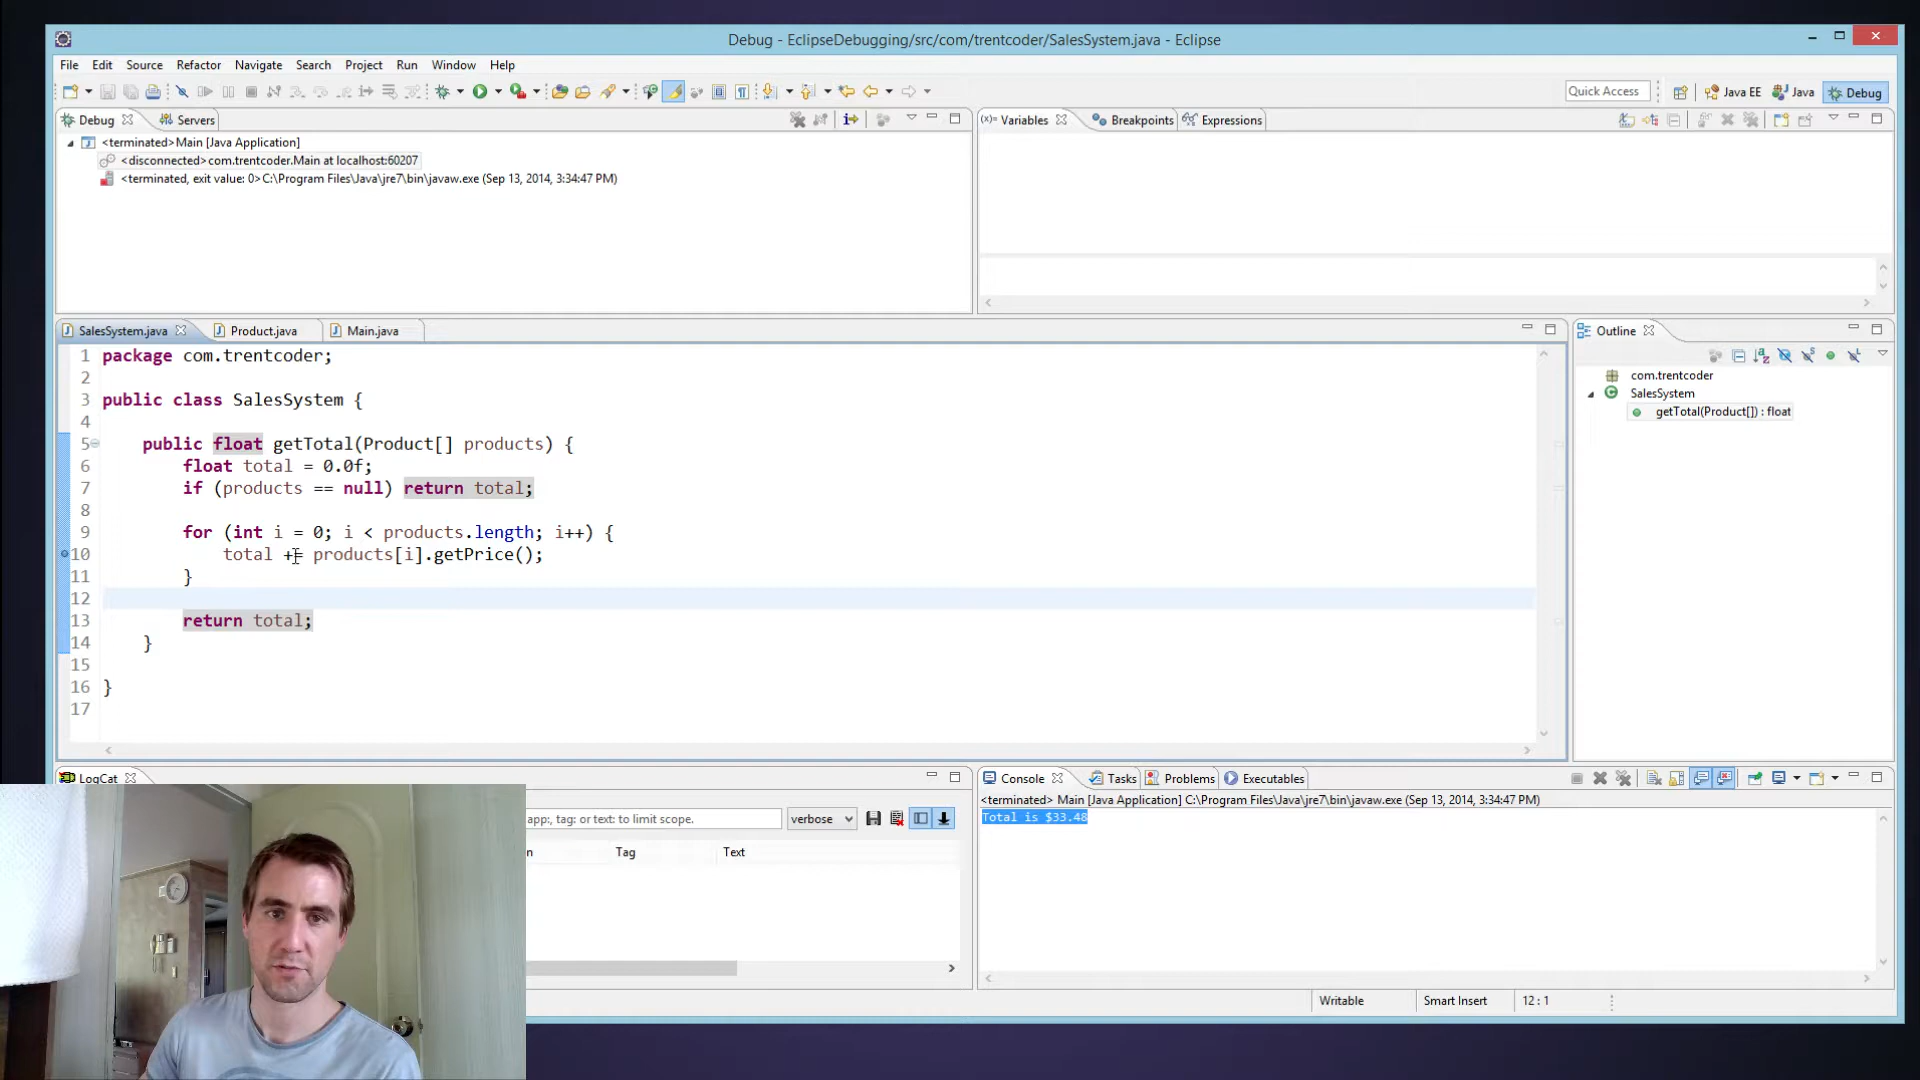 Debug - EclipseDebugging/src/com/trentcoder/SalesSystem.java - Eclipse
File Edit Source Refactor Navigate Search Project Run Window Help
Quick Access
Java EE
Java
Debug
Debug
Servers
<terminated>Main [Java Application]
<disconnected>com.trentcoder.Main at localhost:60207
<terminated, exit value: 0>C:\Program Files\Java\jre7\bin\javaw.exe (Sep 13, 2014, 3:34:47 PM)
(x)= Variables
Breakpoints
Expressions
SalesSystem.java
Product.java
Main.java
1 package com.trentcoder;
2
3 public class SalesSystem {
4
5 public float getTotal(Product[] products) {
6 float total = 0.0f;
7 if (products == null) return total;
8
9 for (int i = 0; i < products.length; i++) {
10 total += products[i].getPrice();
11 }
12
13 return total;
14 }
15
16 }
17
Outline
com.trentcoder
SalesSystem
getTotal(Product[]) : float
LogCat
app:, tag: or text: to limit scope.
verbose
n
Tag
Text
Console
Tasks
Problems
Executables
<terminated> Main [Java Application] C:\Program Files\Java\jre7\bin\javaw.exe (Sep 13, 2014, 3:34:47 PM)
Total is $33.48
Writable
Smart Insert
12 : 1